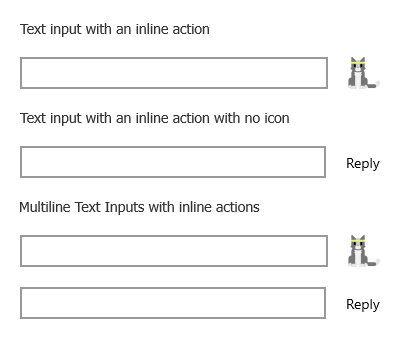 Text input with an inline action
Text input with an inline action with no icon
Reply
Multiline Text Inputs with inline actions
Reply